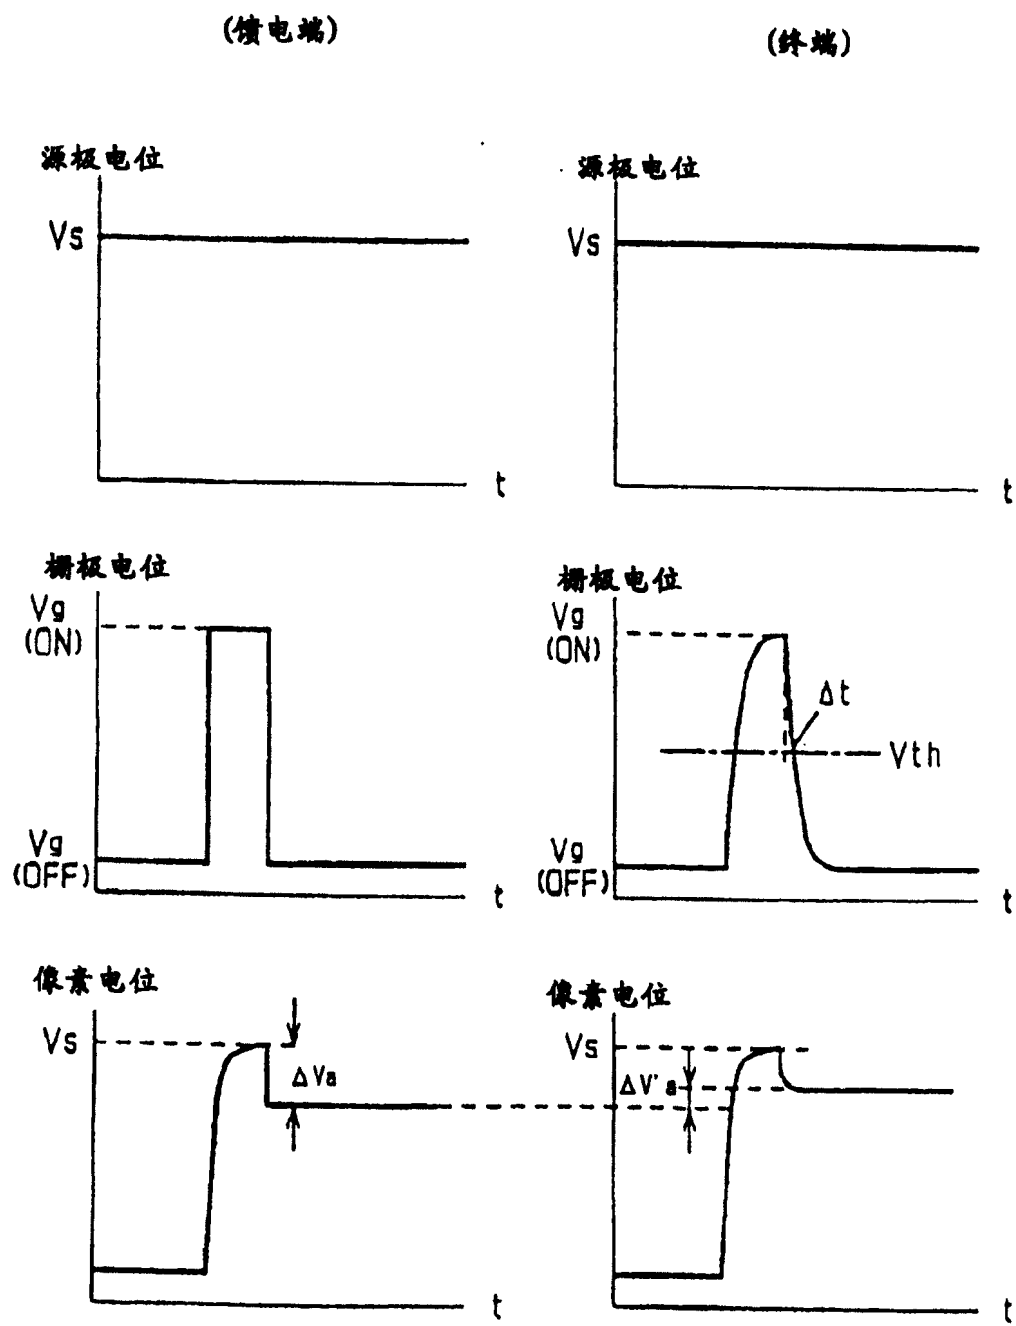 (馈电端)
(终端)
源极电位
Vs
t
源极电位
Vs
t
栅极电位
Vg
(ON)
Vg
(OFF)
t
栅极电位
Vg
(ON)
Δt
Vth
Vg
(OFF)
t
像素电位
Vs
ΔVa
t
像素电位
Vs
ΔV'a
t